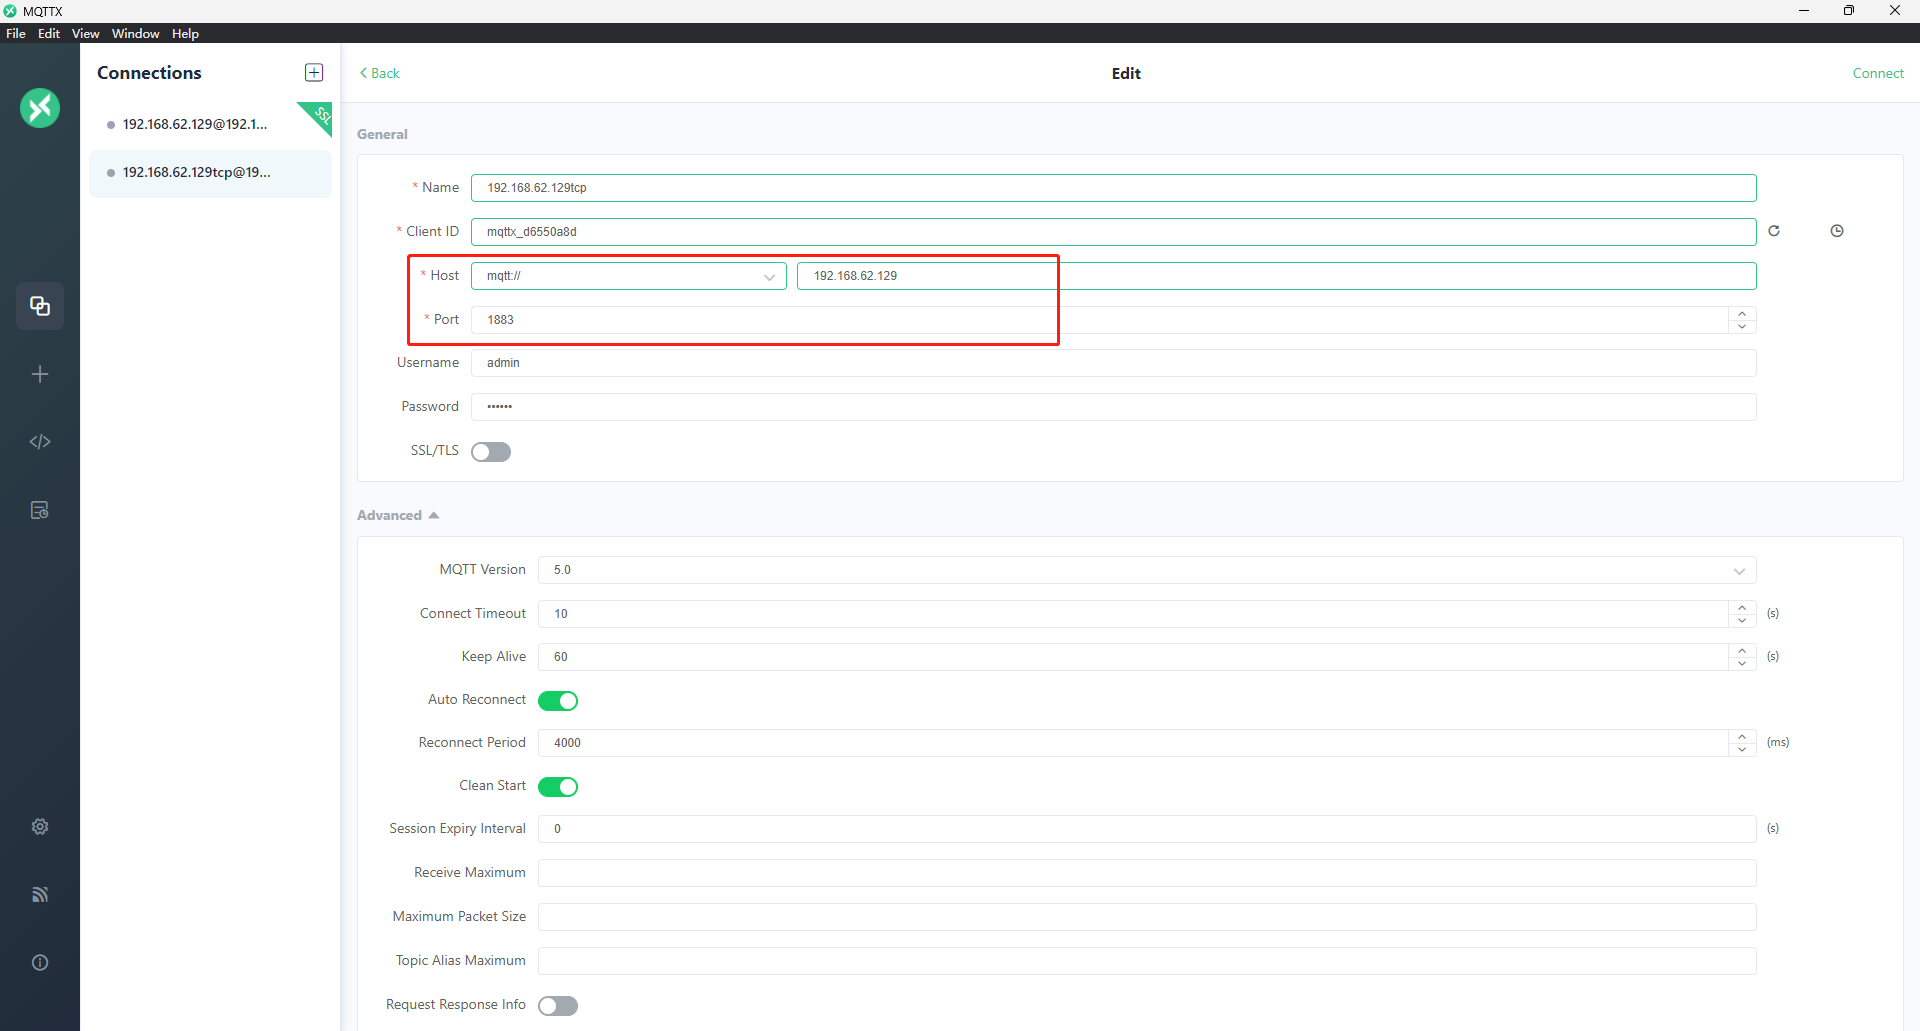 MQTTX
File Edit View Window Help
Connections
192.168.62.129@192.1...
SSL
192.168.62.129tcp@19...
Back
Edit
Connect
General
* Name 192.168.62.129tcp
* Client ID mqttx_d6550a8d
* Host mqtt:// 192.168.62.129
* Port 1883
Username admin
Password ••••••
SSL/TLS
Advanced
MQTT Version 5.0
Connect Timeout 10 (s)
Keep Alive 60 (s)
Auto Reconnect
Reconnect Period 4000 (ms)
Clean Start
Session Expiry Interval 0 (s)
Receive Maximum
Maximum Packet Size
Topic Alias Maximum
Request Response Info